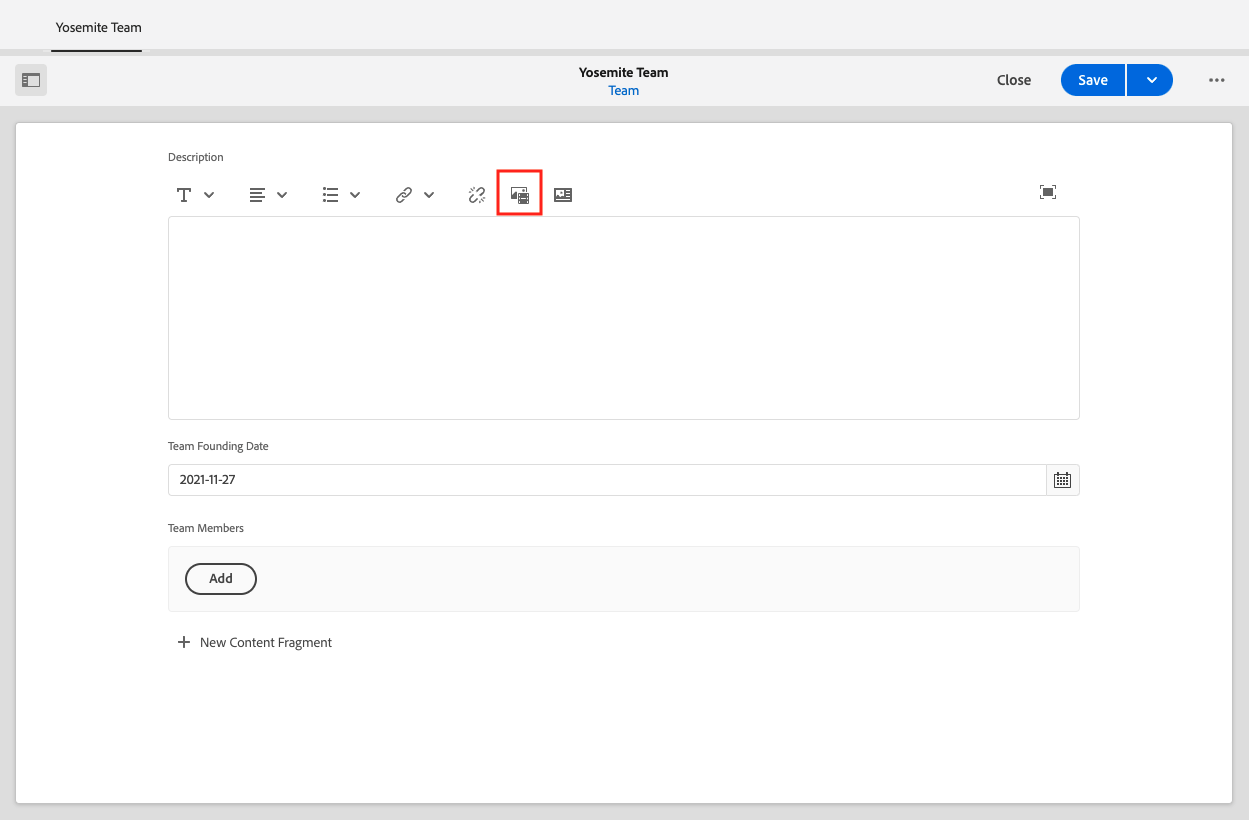 Yosemite Team
Yosemite Team
Team
Close
Save
Description
Team Founding Date
2021-11-27
Team Members
Add
New Content Fragment